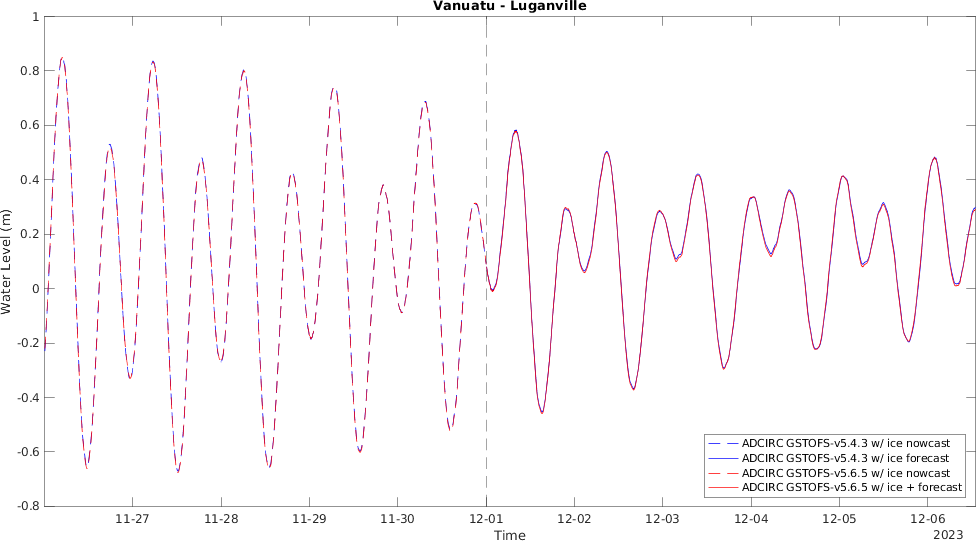 Vanuatu - Luganville
1
0.8
0.6
0.4
0.2
0
-0.2
-0.4
-0.6
-0.8
Water Level (m)
ADCIRC GSTOFS-v5.4.3 w/ ice nowcast
ADCIRC GSTOFS-v5.4.3 w/ ice forecast
ADCIRC GSTOFS-v5.6.5 w/ ice nowcast
ADCIRC GSTOFS-v5.6.5 w/ ice + forecast
11-27 11-28 11-29 11-30 12-01 12-02 12-03 12-04 12-05 12-06
Time
2023